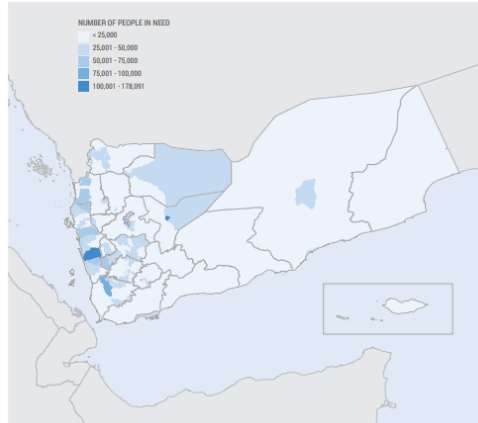 NUMBER OF PEOPLE IN NEED
< 25,000
25,001 - 50,000
50,001 - 75,000
75,001 - 100,000
100,001 - 178,091